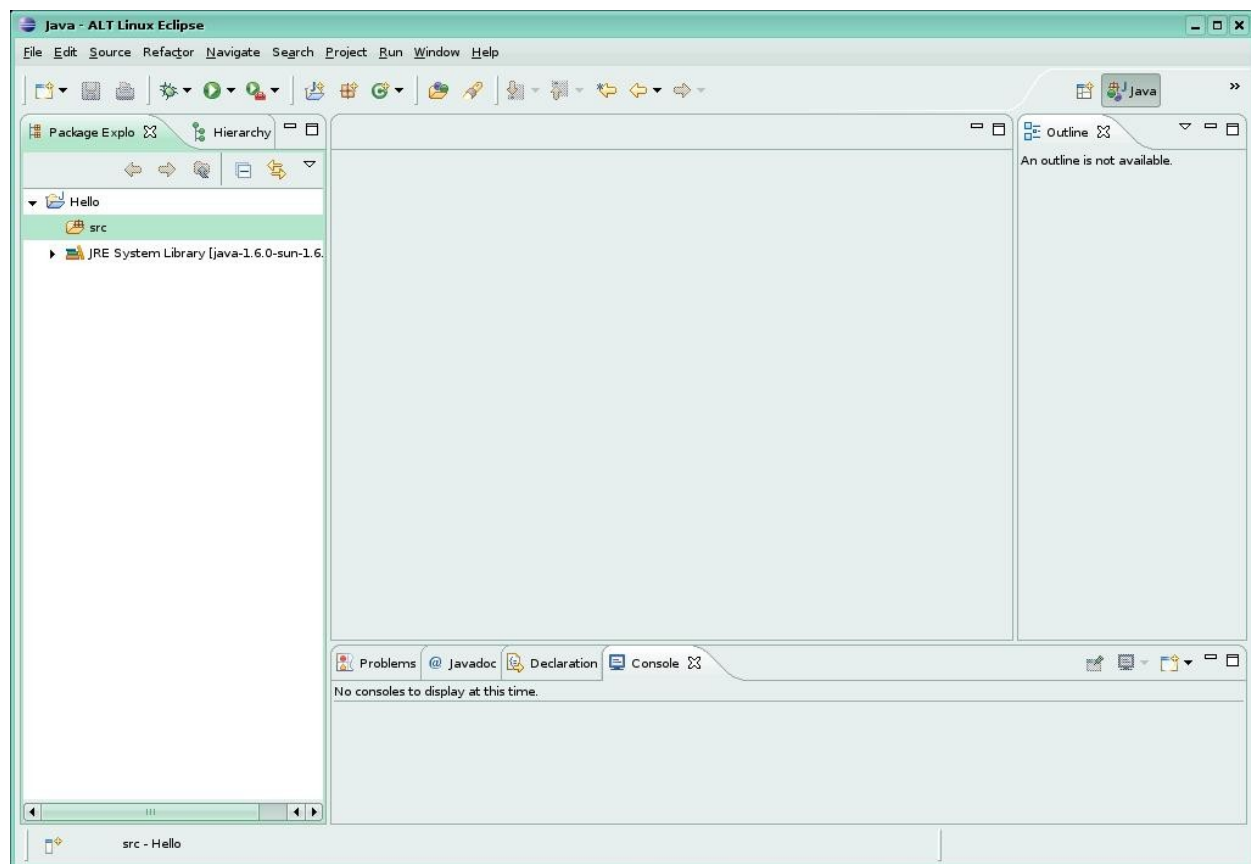 Java - ALT Linux Eclipse
File Edit Source Refactor Navigate Search Project Run Window Help
Java
Package Explo
Hierarchy
Outline
An outline is not available.
Hello
src
JRE System Library [java-1.6.0-sun-1.6.
Problems
@ Javadoc
Declaration
Console
No consoles to display at this time.
src - Hello